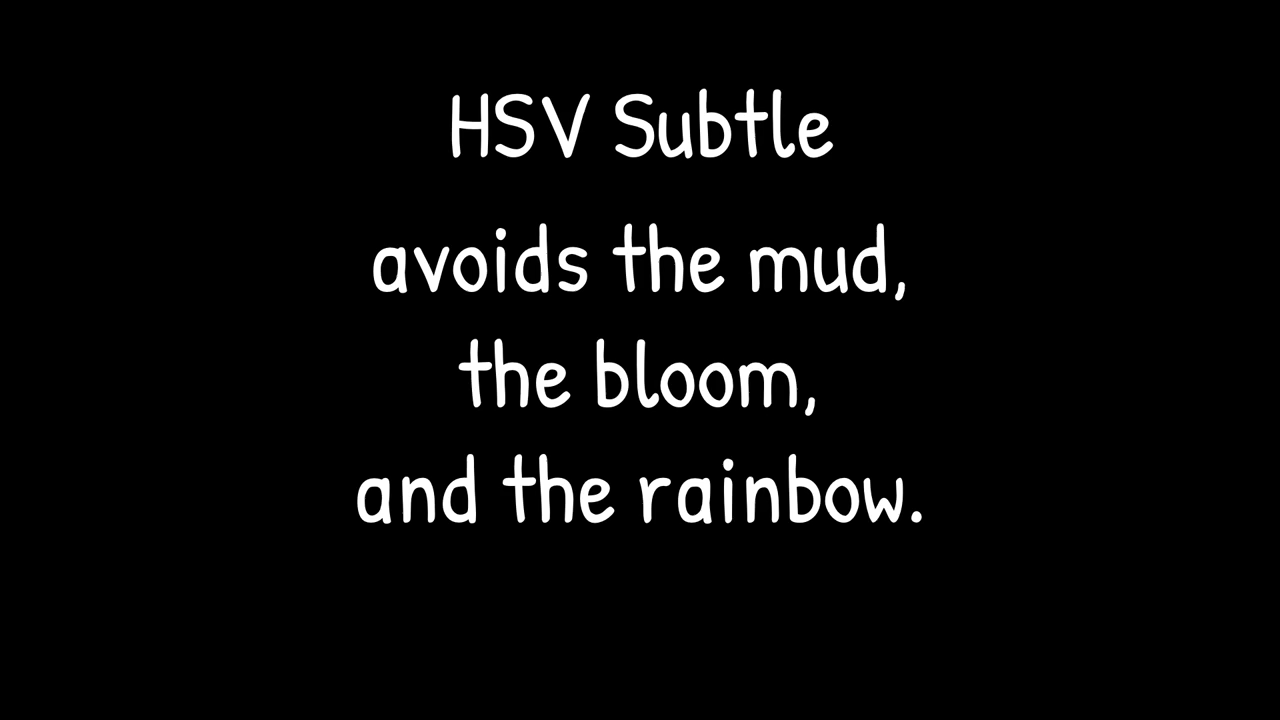 HSV Subtle
avoids the mud,
the bloom,
and the rainbow.